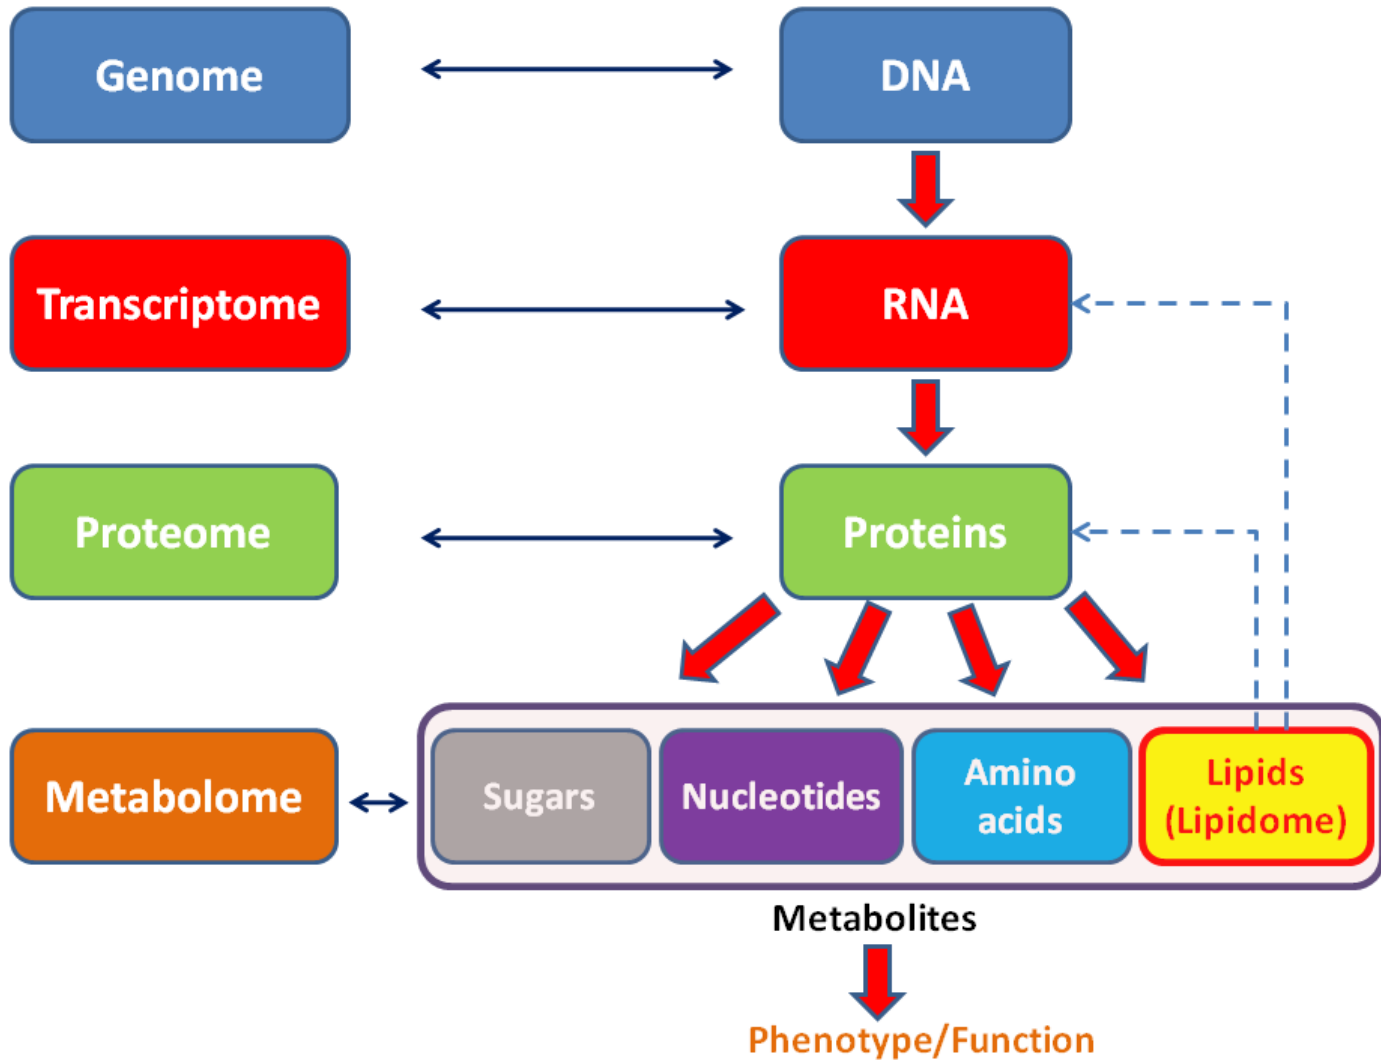 Genome
DNA
Transcriptome
RNA
Proteome
Proteins
Metabolome
Sugars
Nucleotides
Amino
acids
Lipids
(Lipidome)
Metabolites
Phenotype/Function